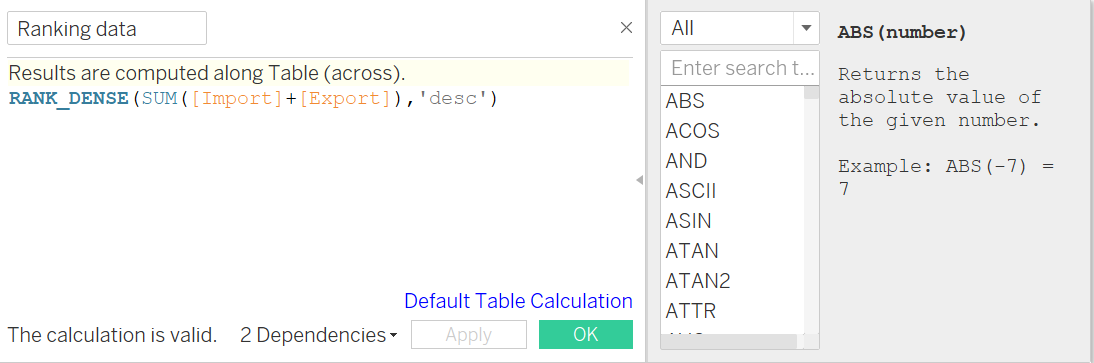 Ranking data
Results are computed along Table (across).
RANK_DENSE(SUM([Import]+[Export]),'desc')
Default Table Calculation
The calculation is valid.
2 Dependencies
Apply
OK
All
Enter search t...
ABS
ACOS
AND
ASCII
ASIN
ATAN
ATAN2
ATTR
ABS(number)
Returns the
absolute value of
the given number.
Example: ABS(-7) =
7